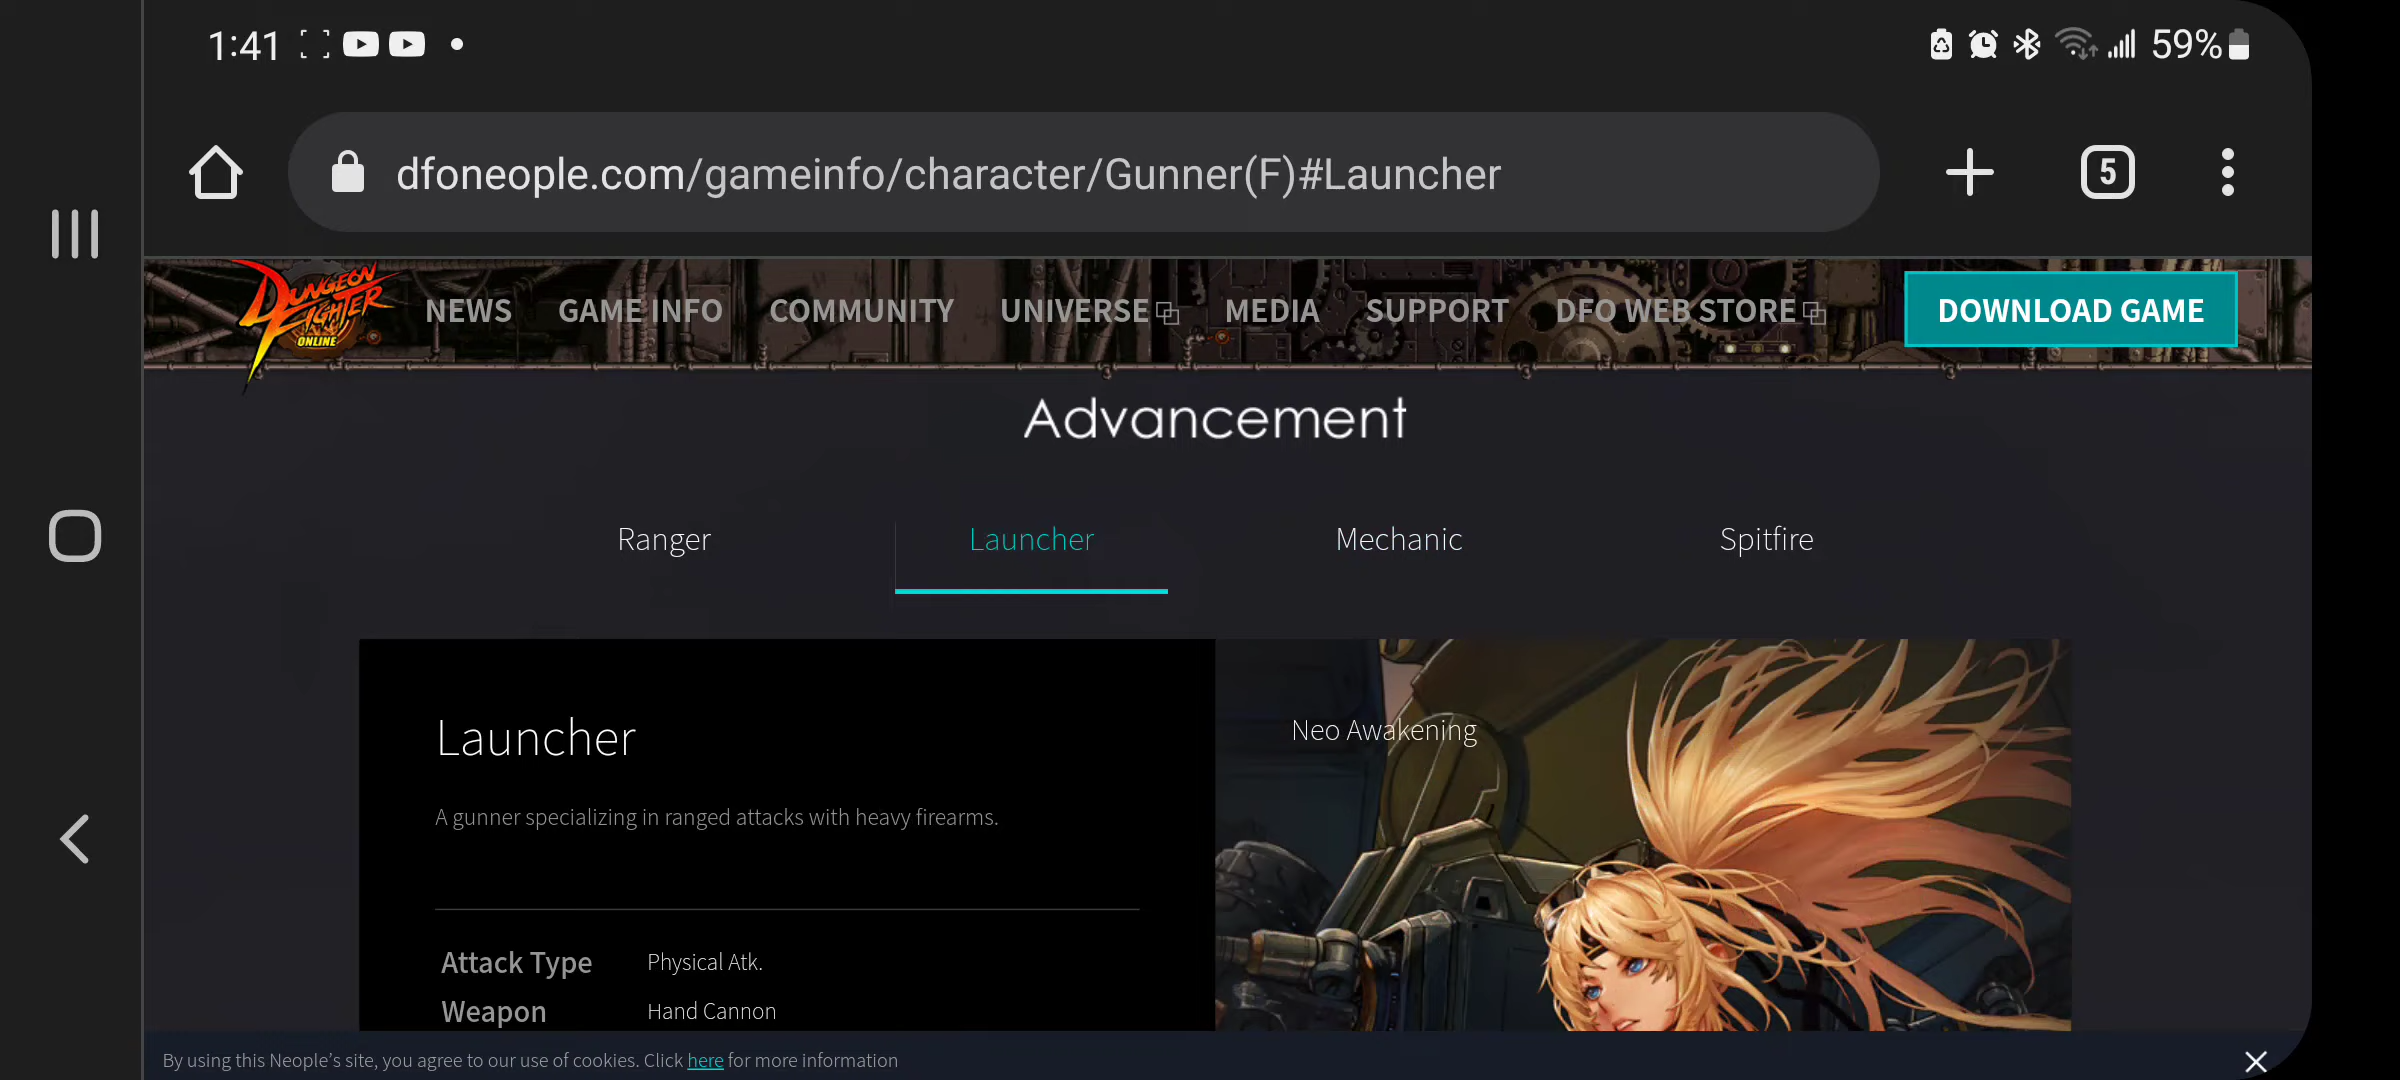 1:41
59%
dfoneople.com/gameinfo/character/Gunner(F)#Launcher
5
DUNGEON FIGHTER ONLINE
NEWS GAME INFO COMMUNITY UNIVERSE MEDIA SUPPORT DFO WEB STORE DOWNLOAD GAME
Advancement
Ranger Launcher Mechanic Spitfire
Launcher
Neo Awakening
A gunner specializing in ranged attacks with heavy firearms.
Attack Type Physical Atk.
Weapon Hand Cannon
By using this Neople’s site, you agree to our use of cookies. Click here for more information